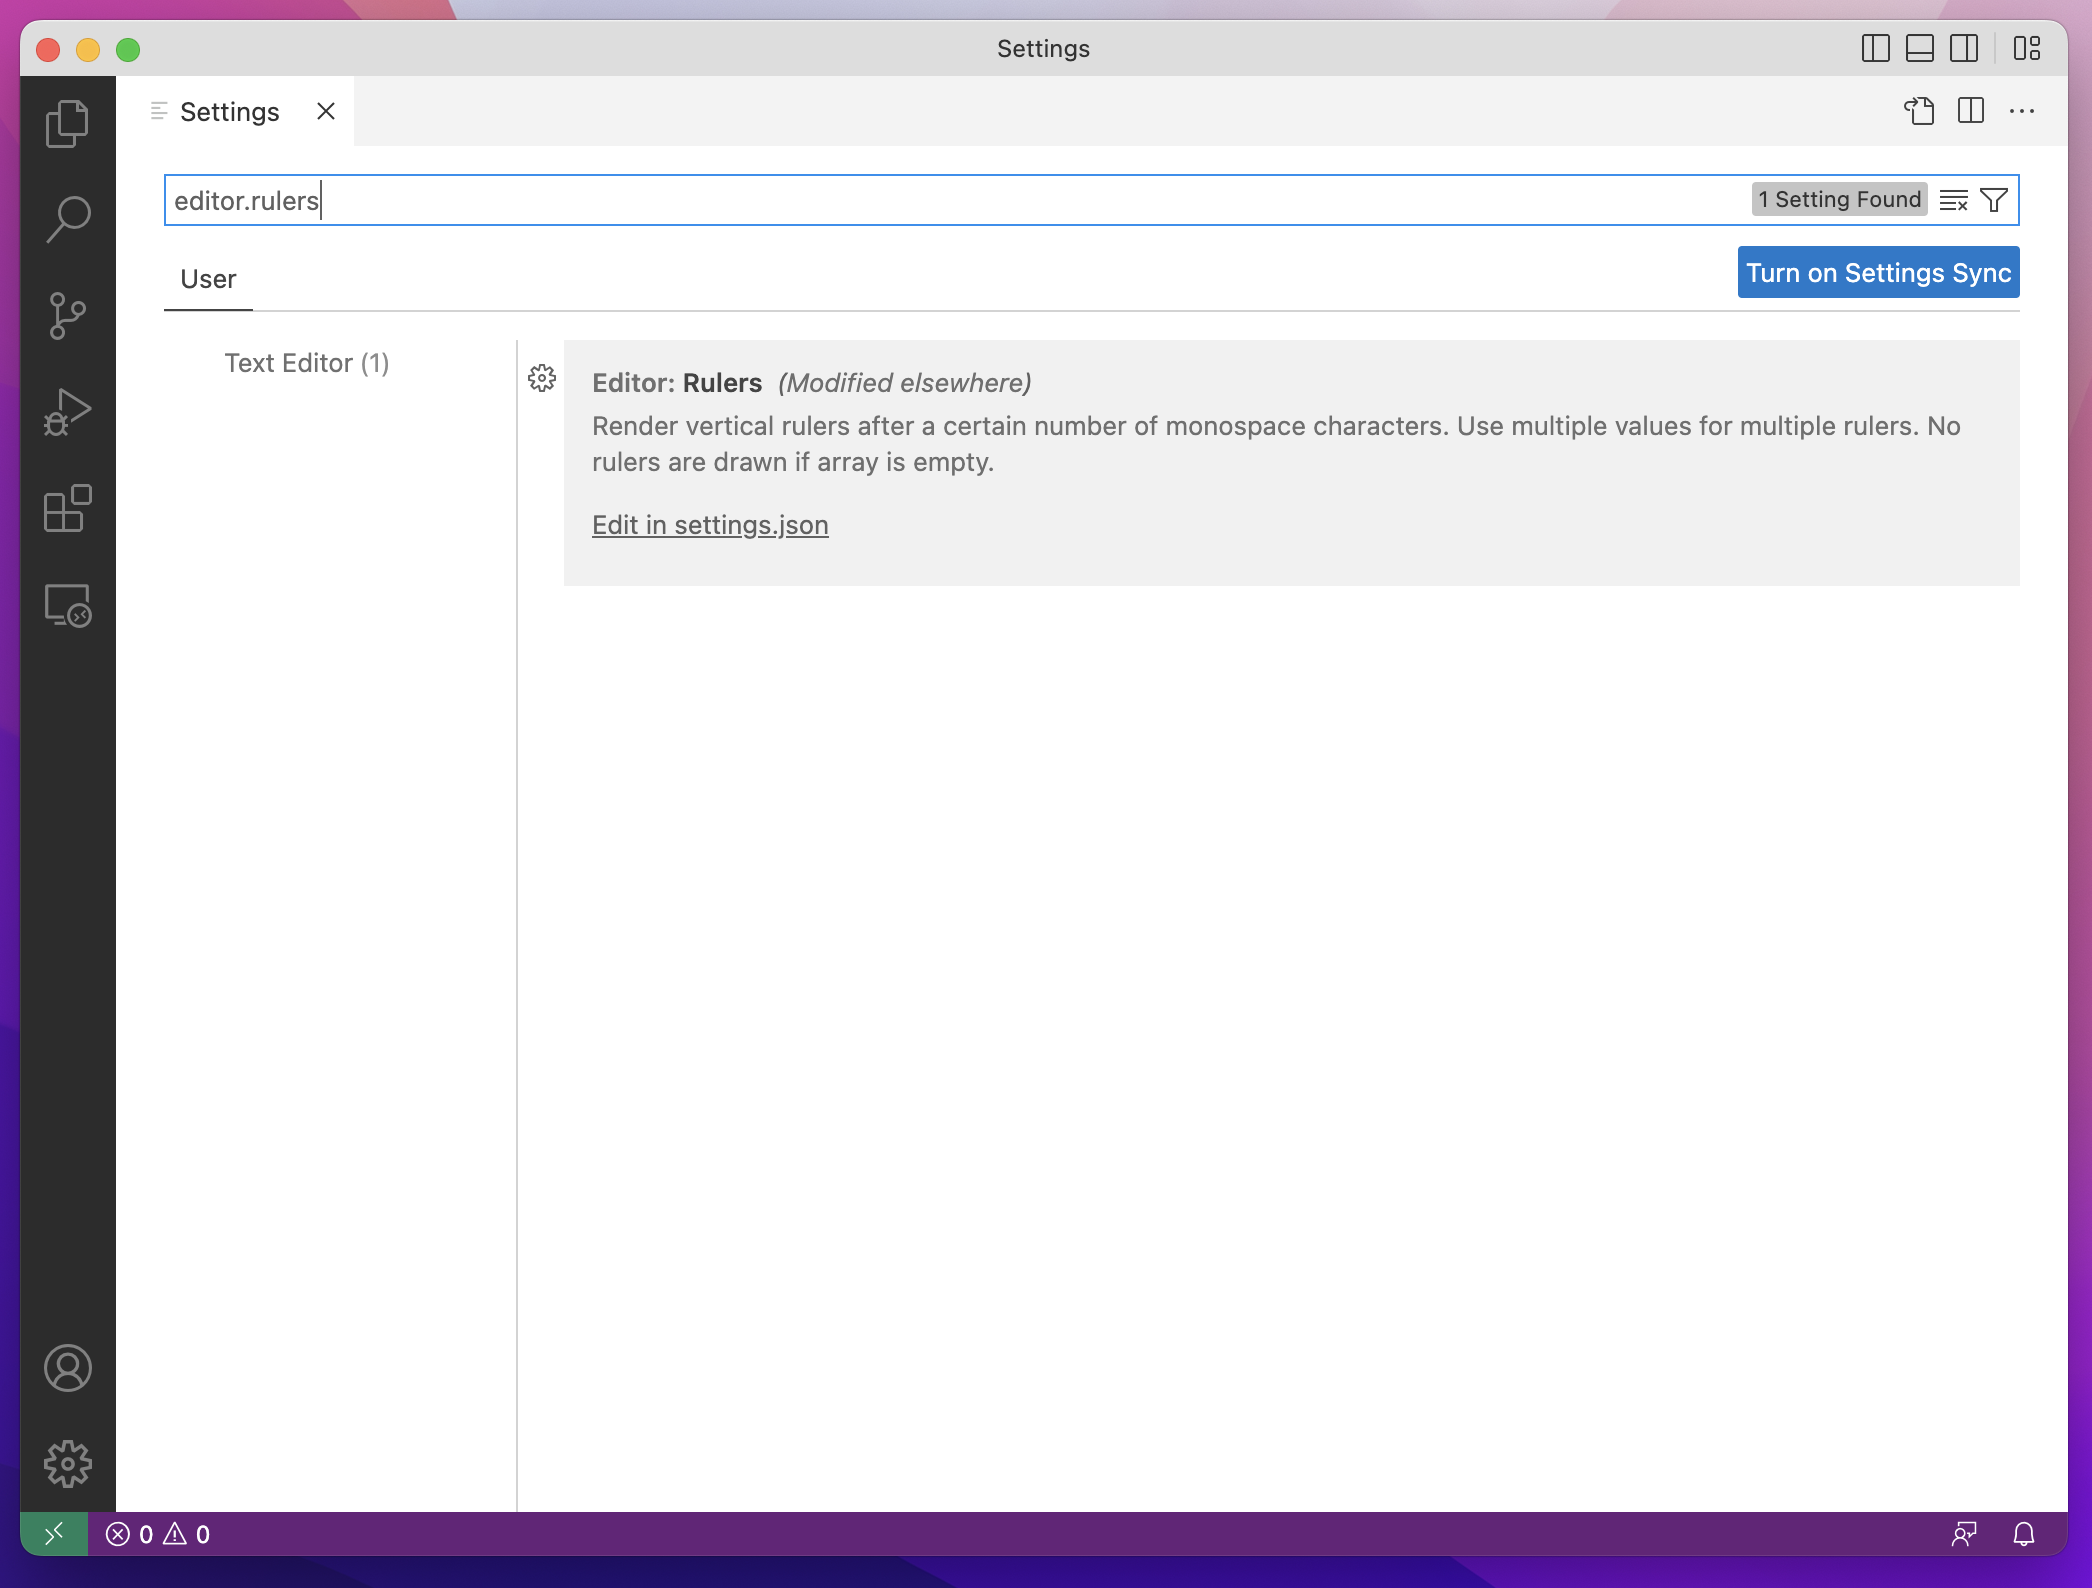 Settings
Settings
editor.rulers
1 Setting Found
User
Turn on Settings Sync
Text Editor (1)
Editor: Rulers (Modified elsewhere)
Render vertical rulers after a certain number of monospace characters. Use multiple values for multiple rulers. No
rulers are drawn if array is empty.
Edit in settings.json
0 0